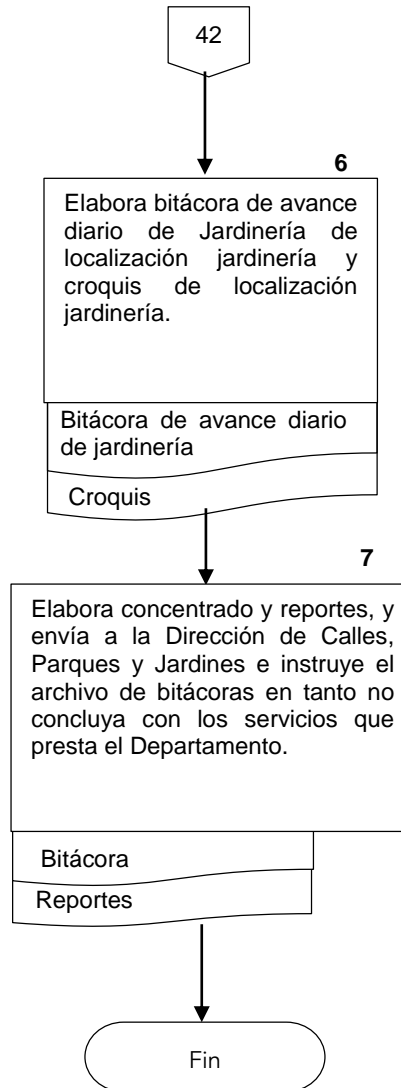 42
6
Elabora bitácora de avance
diario de Jardinería de
localización jardinería y
croquis de localización
jardinería.
Bitácora de avance diario
de jardinería
Croquis
7
Elabora concentrado y reportes, y
envía a la Dirección de Calles,
Parques y Jardines e instruye el
archivo de bitácoras en tanto no
concluya con los servicios que
presta el Departamento.
Bitácora
Reportes
Fin